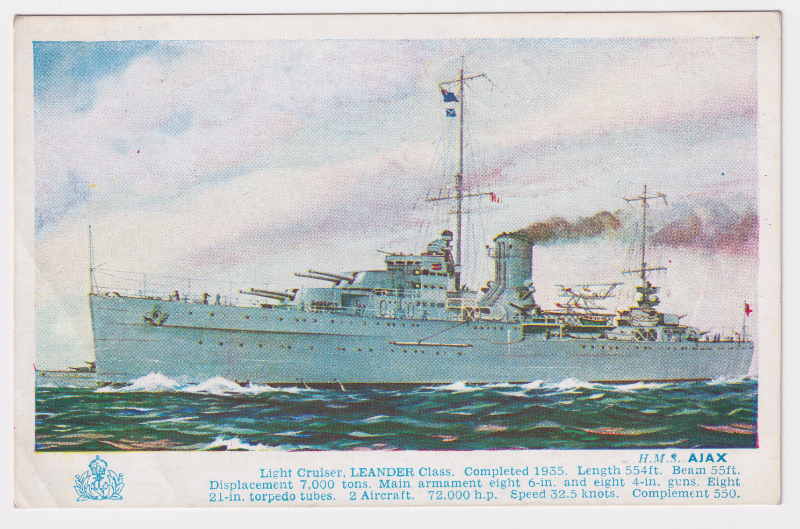 H.M.S. AJAX
Light Cruiser, LEANDER Class. Completed 1935. Length 554ft. Beam 55ft.
Displacement 7,000 tons. Main armament eight 6-in. and eight 4-in. guns. Eight
21-in. torpedo tubes. 2 Aircraft. 72,000 h.p. Speed 32.5 knots. Complement 550.